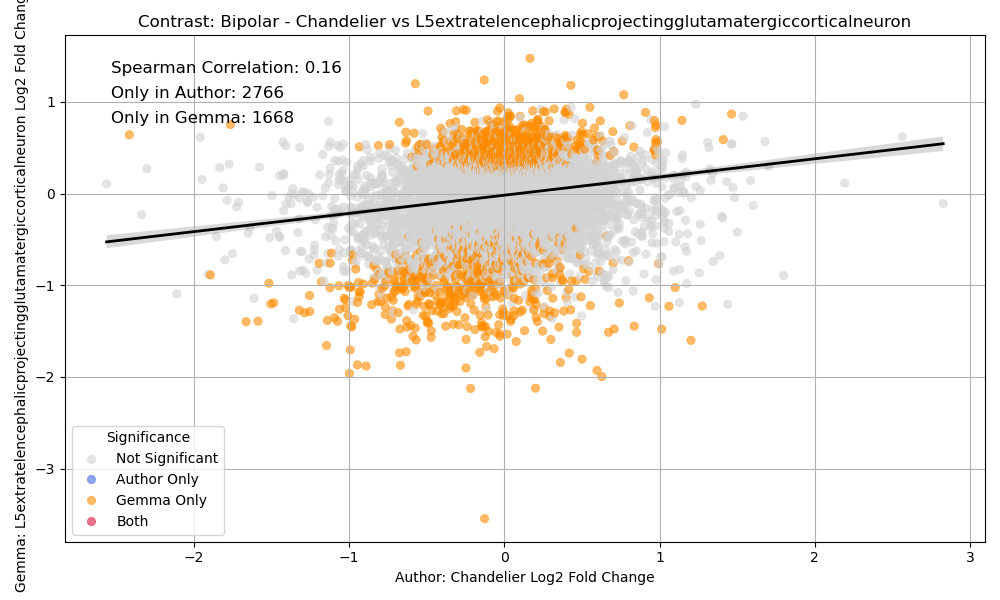 Contrast: Bipolar - Chandelier vs L5extratelencephalicprojectingglutamatergiccorticalneuron
Gemma: L5extratelencephalicprojectingglutamatergiccorticalneuron Log2 Fold Chang
Spearman Correlation: 0.16
Only in Author: 2766
Only in Gemma: 1668
1
0
−1
−2
−3
Significance
Not Significant
Author Only
Gemma Only
Both
−2
−1
0
1
2
3
Author: Chandelier Log2 Fold Change